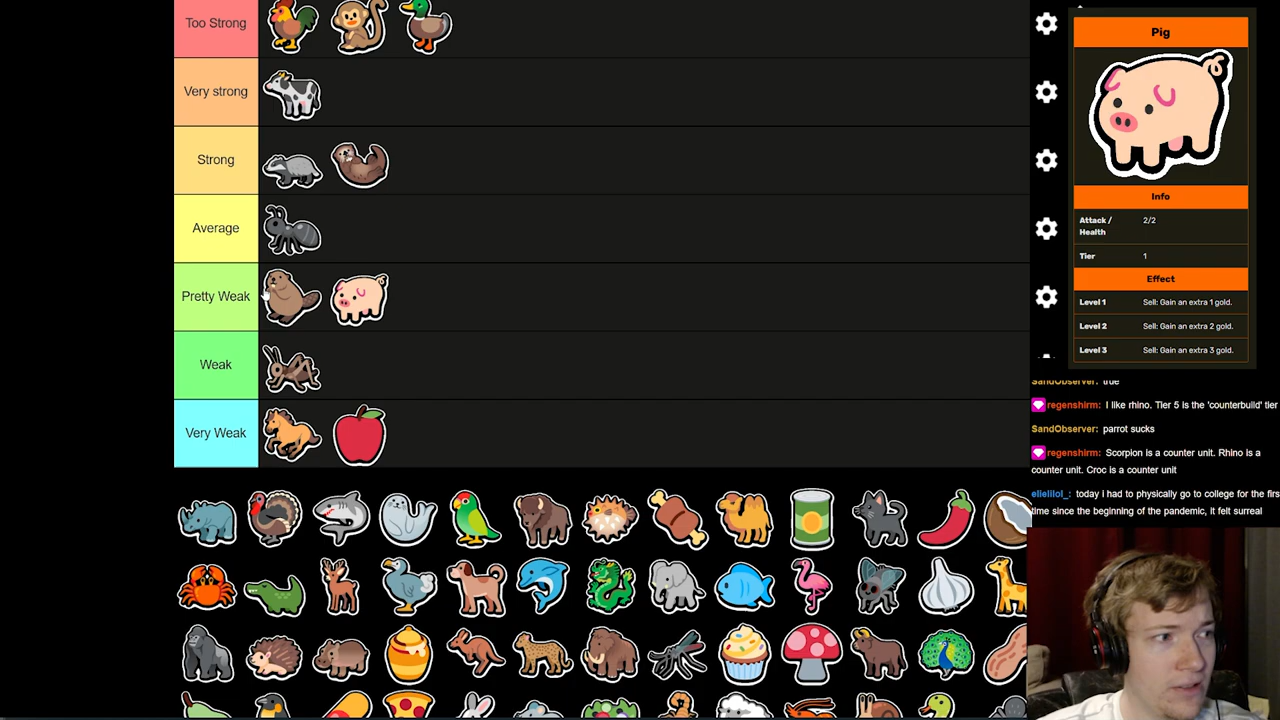 Too Strong
Very strong
Strong
Average
Pretty Weak
Weak
Very Weak
Pig
Info
Attack / Health 2/2
Tier 1
Effect
Level 1 Sell: Gain an extra 1 gold.
Level 2 Sell: Gain an extra 2 gold.
Level 3 Sell: Gain an extra 3 gold.
SandObserver: true
regenshirm: I like rhino. Tier 5 is the 'counterbuild' tier
SandObserver: parrot sucks
regenshirm: Scorpion is a counter unit. Rhino is a
counter unit. Croc is a counter unit
elielilol_: today i had to physically go to college for the first
time since the beginning of the pandemic, it felt surreal